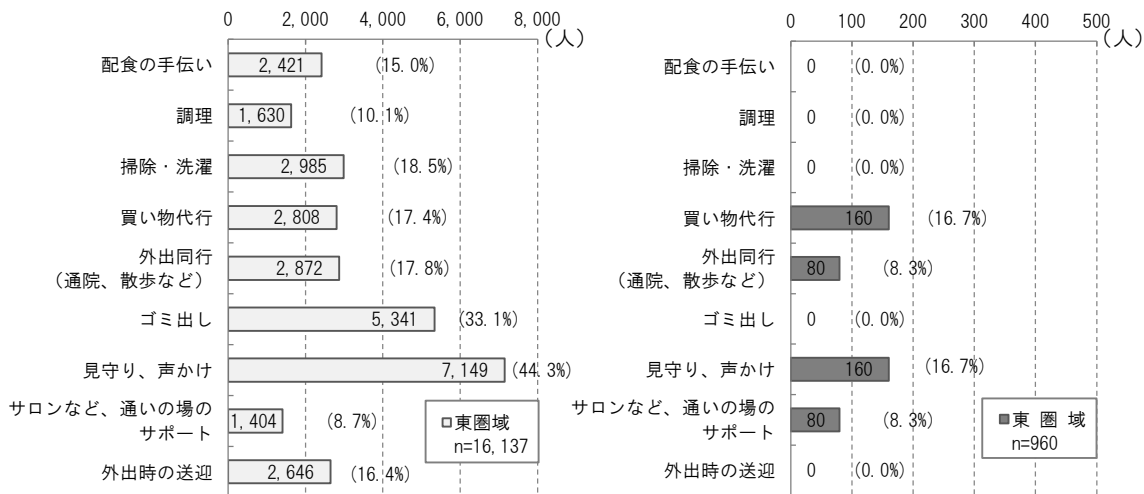 0 2,000 4,000 6,000 8,000
(人)
配食の手伝い 2,421 (15.0%)
調理 1,630 (10.1%)
掃除・洗濯 2,985 (18.5%)
買い物代行 2,808 (17.4%)
外出同行
(通院、散歩など) 2,872 (17.8%)
ゴミ出し 5,341 (33.1%)
見守り、声かけ 7,149 (44.3%)
サロンなど、通いの場の
サポート 1,404 (8.7%)
外出時の送迎 2,646 (16.4%)
東圏域
n=16,137
0 100 200 300 400 500
(人)
配食の手伝い 0 (0.0%)
調理 0 (0.0%)
掃除・洗濯 0 (0.0%)
買い物代行 160 (16.7%)
外出同行
(通院、散歩など) 80 (8.3%)
ゴミ出し 0 (0.0%)
見守り、声かけ 160 (16.7%)
サロンなど、通いの場の
サポート 80 (8.3%)
外出時の送迎 0 (0.0%)
東 圏 域
n=960